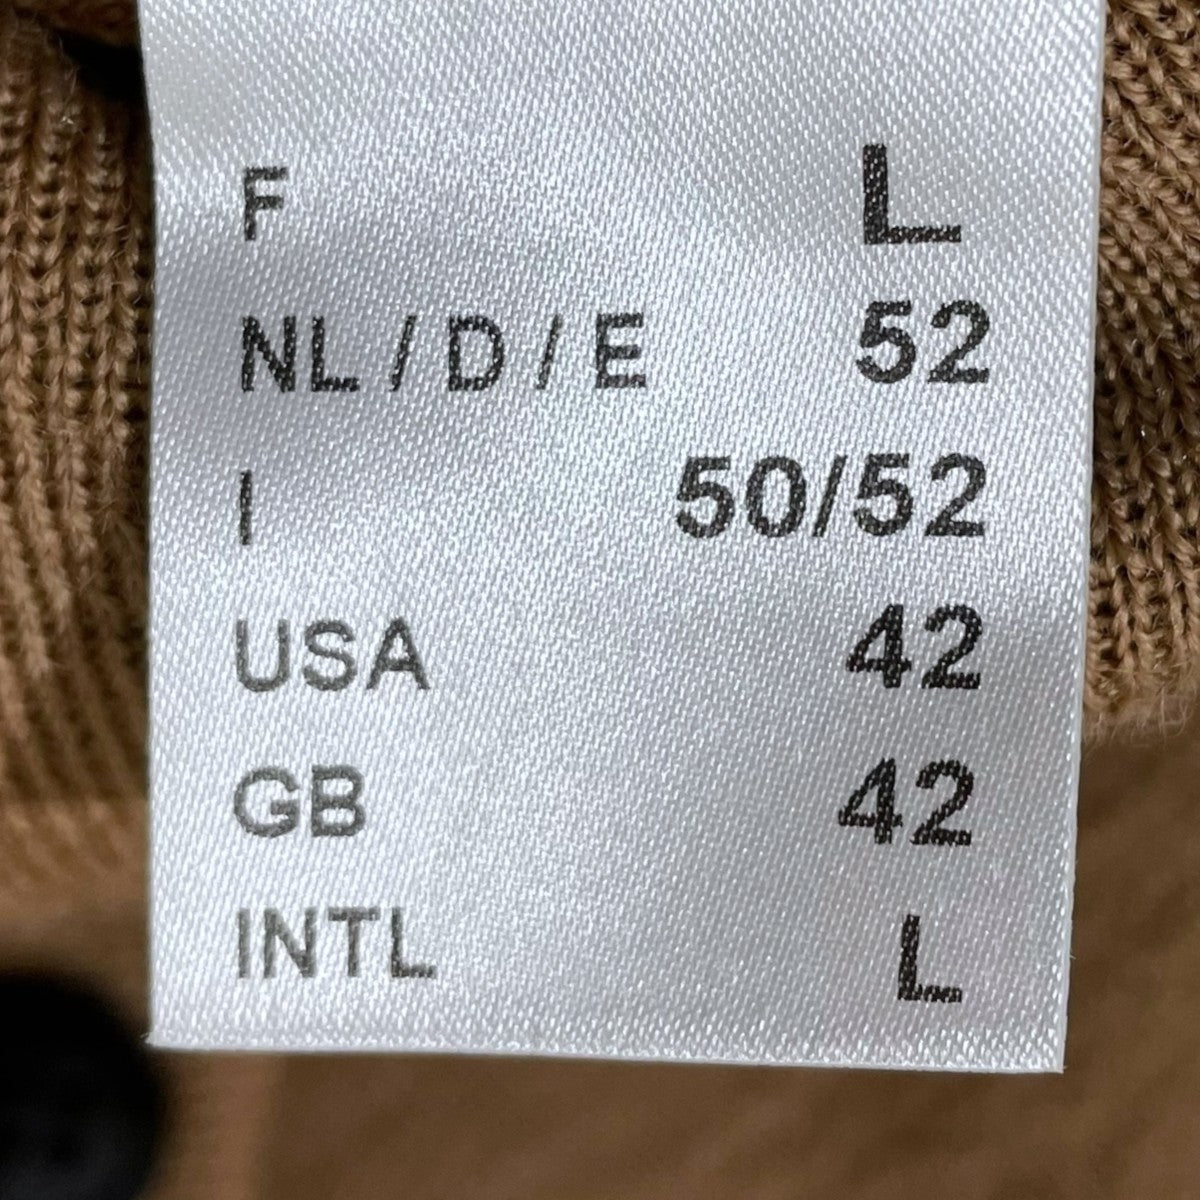 F L
NL / D / E 52
I 50/52
USA 42
GB 42
INTL L